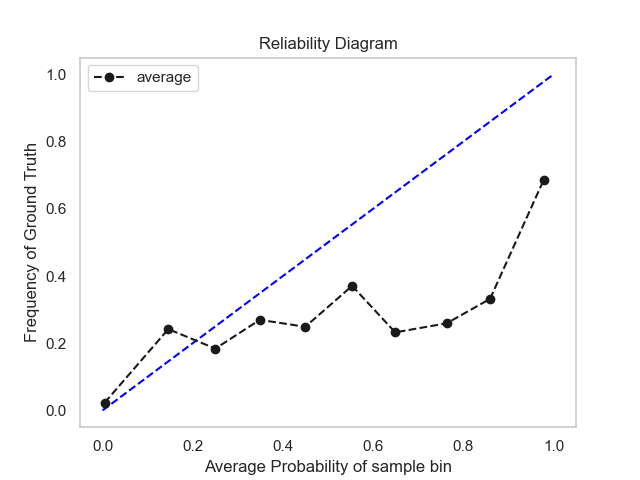 Reliability Diagram
average
Frequency of Ground Truth
1.0
0.8
0.6
0.4
0.2
0.0
0.0 0.2 0.4 0.6 0.8 1.0
Average Probability of sample bin